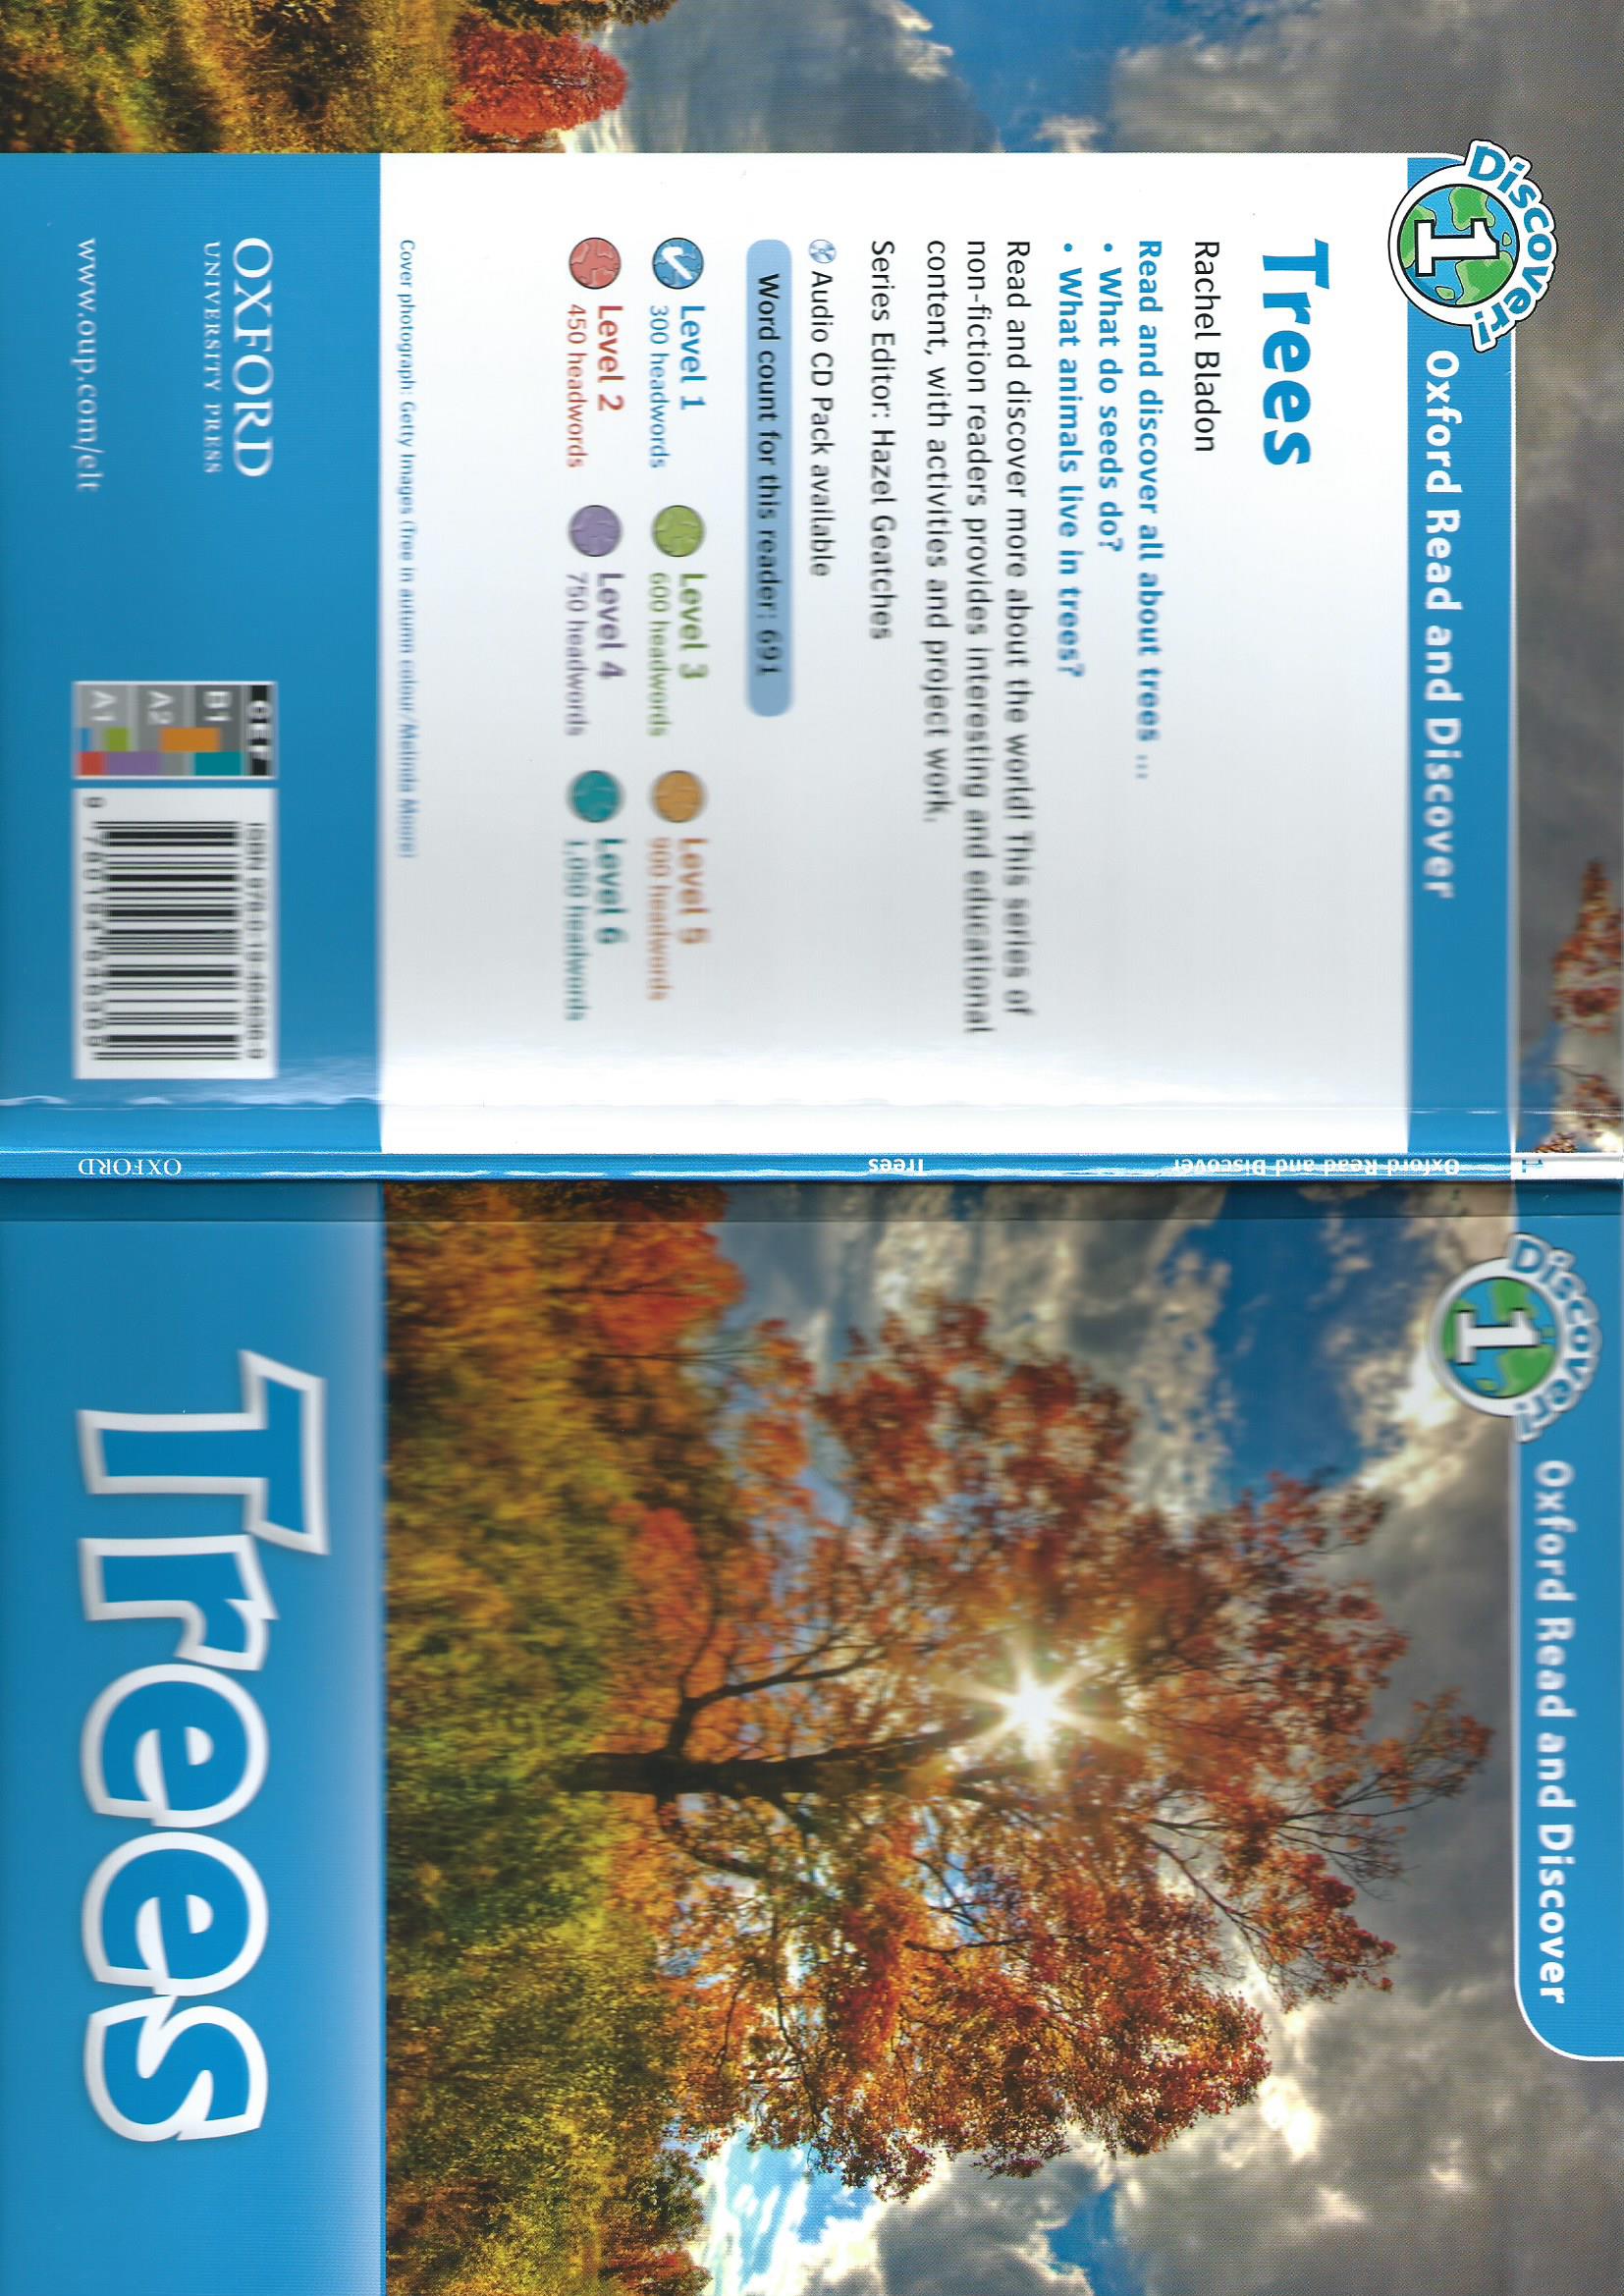 Discover!
1
Oxford Read and Discover
Trees
Rachel Bladon
Read and discover all about trees ...
• What do seeds do?
• What animals live in trees?
Read and discover more about the world! This series of
non-fiction readers provides interesting and educational
content, with activities and project work.
Series Editor: Hazel Geatches
Audio CD Pack available
Word count for this reader: 691
Level 1
300 headwords
Level 3
600 headwords
Level 5
900 headwords
Level 2
450 headwords
Level 4
750 headwords
Level 6
1,050 headwords
Cover photograph: Getty Images (Tree in autumn colour/Melinda Moore)
OXFORD
UNIVERSITY PRESS
www.oup.com/elt
CEF
B1
A2
A1
ISBN
1
Oxford Read and Discover
Trees
OXFORD
Discover!
1
Oxford Read and Discover
Trees